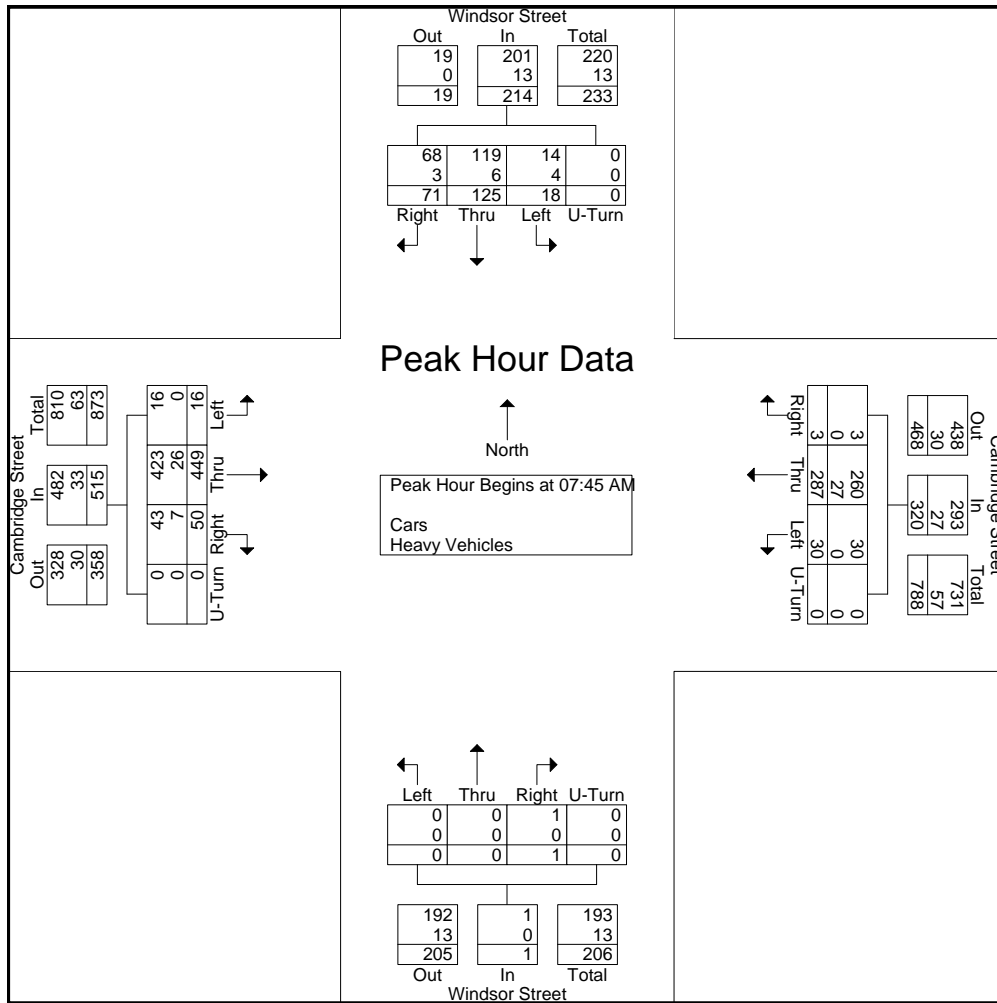 Windsor Street
Out In Total
19 201 220
0 13 13
19 214 233
68 119 14 0
3 6 4 0
71 125 18 0
Right Thru Left U-Turn
Peak Hour Data
North
Peak Hour Begins at 07:45 AM
Cars
Heavy Vehicles
Cambridge Street
Out In Total
328 482 810
30 33 63
358 515 873
U-Turn Right Thru Left
0 43 423 16
0 7 26 0
0 50 449 16
Cambridge Street
Out In Total
438 293 731
30 27 57
468 320 788
Right Thru Left U-Turn
3 260 30 0
0 27 0 0
3 287 30 0
Left Thru Right U-Turn
0 0 1 0
0 0 0 0
0 0 1 0
192 1 193
13 0 13
205 1 206
Out In Total
Windsor Street